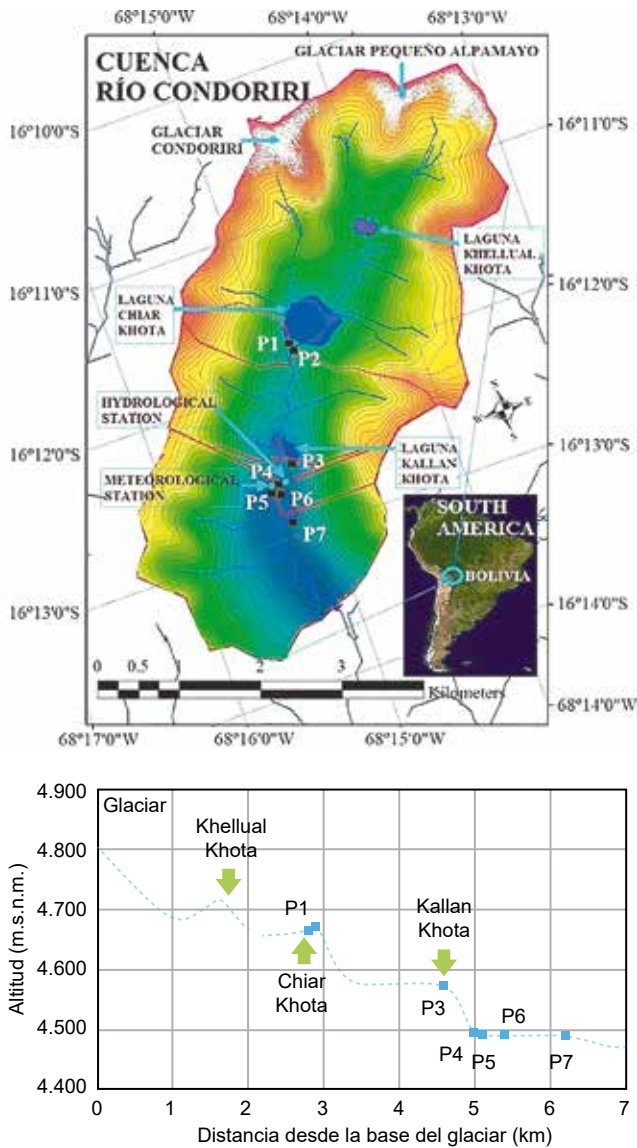 68°15'00"O
68°14'00"O
68°13'00"O
CUENCA
RÍO CONDORIRI
GLACIAR PEQUEÑO ALPAMAYO
GLACIAR
CONDORIRI
16°10'0"S
16°11'0"S
LAGUNA
KHELLUAL
KHOTA
16°11'0"S
16°12'0"S
LAGUNA
CHIAR
KHOTA
P1
P2
HYDROLOGICAL
STATION
16°12'0"S
16°13'0"S
METEOROLOGICAL
STATION
P3
P4
P5
P6
P7
LAGUNA
KALLAN
KHOTA
N
E
S
W
SOUTH
AMERICA
BOLIVIA
16°13'0"S
16°14'0"S
0 0.5 1 2 3
Kilometers
68°14'0"O
68°17'0"O
68°16'0"O
68°15'0"O
Altitud (m.s.n.m.)
4.900
4.800
4.700
4.600
4.500
4.400
Glaciar
Khellual
Khota
P1
Chiar
Khota
Kallan
Khota
P3
P4
P5
P6
P7
0 1 2 3 4 5 6 7
Distancia desde la base del glaciar (km)